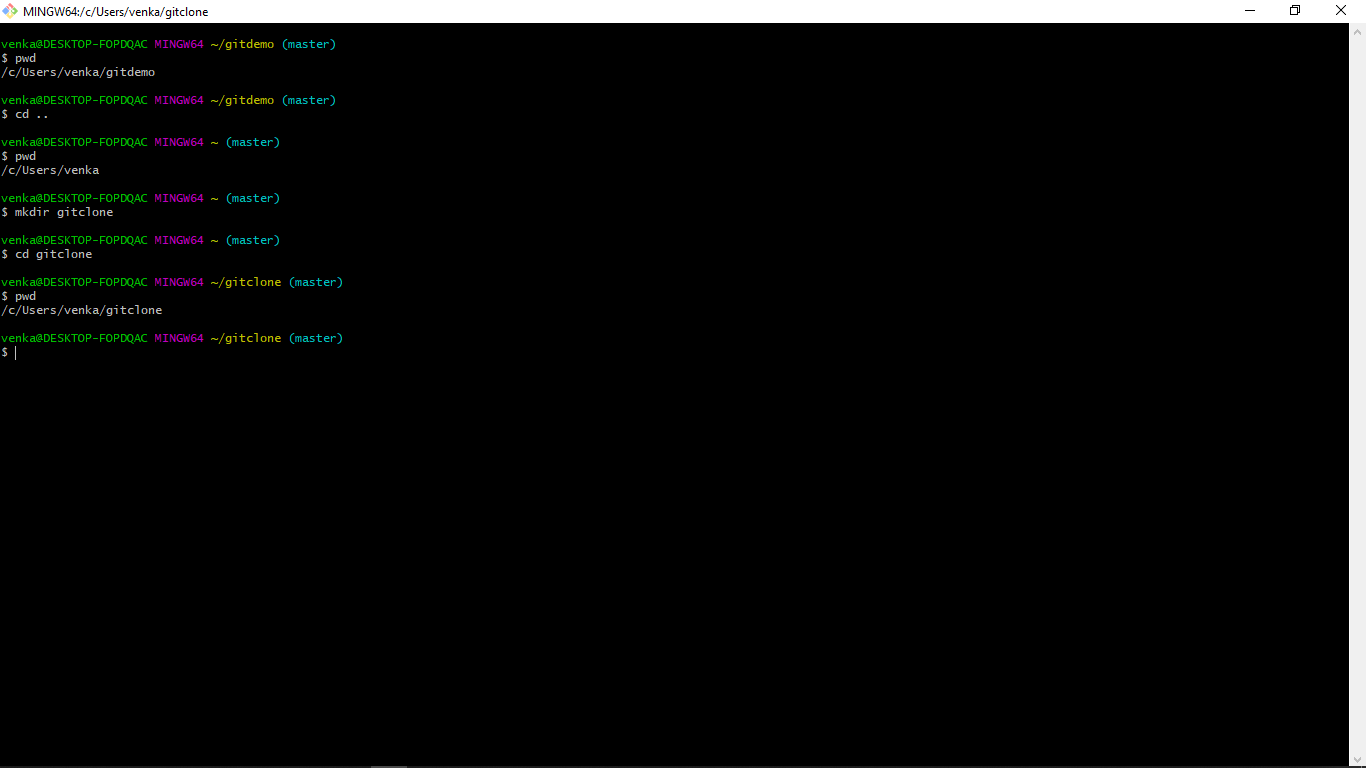 MINGW64:/c/Users/venka/gitclone
venka@DESKTOP-FOPDQAC MINGW64 ~/gitdemo (master)
$ pwd
/c/Users/venka/gitdemo
venka@DESKTOP-FOPDQAC MINGW64 ~/gitdemo (master)
$ cd ..
venka@DESKTOP-FOPDQAC MINGW64 ~ (master)
$ pwd
/c/Users/venka
venka@DESKTOP-FOPDQAC MINGW64 ~ (master)
$ mkdir gitclone
venka@DESKTOP-FOPDQAC MINGW64 ~ (master)
$ cd gitclone
venka@DESKTOP-FOPDQAC MINGW64 ~/gitclone (master)
$ pwd
/c/Users/venka/gitclone
venka@DESKTOP-FOPDQAC MINGW64 ~/gitclone (master)
$